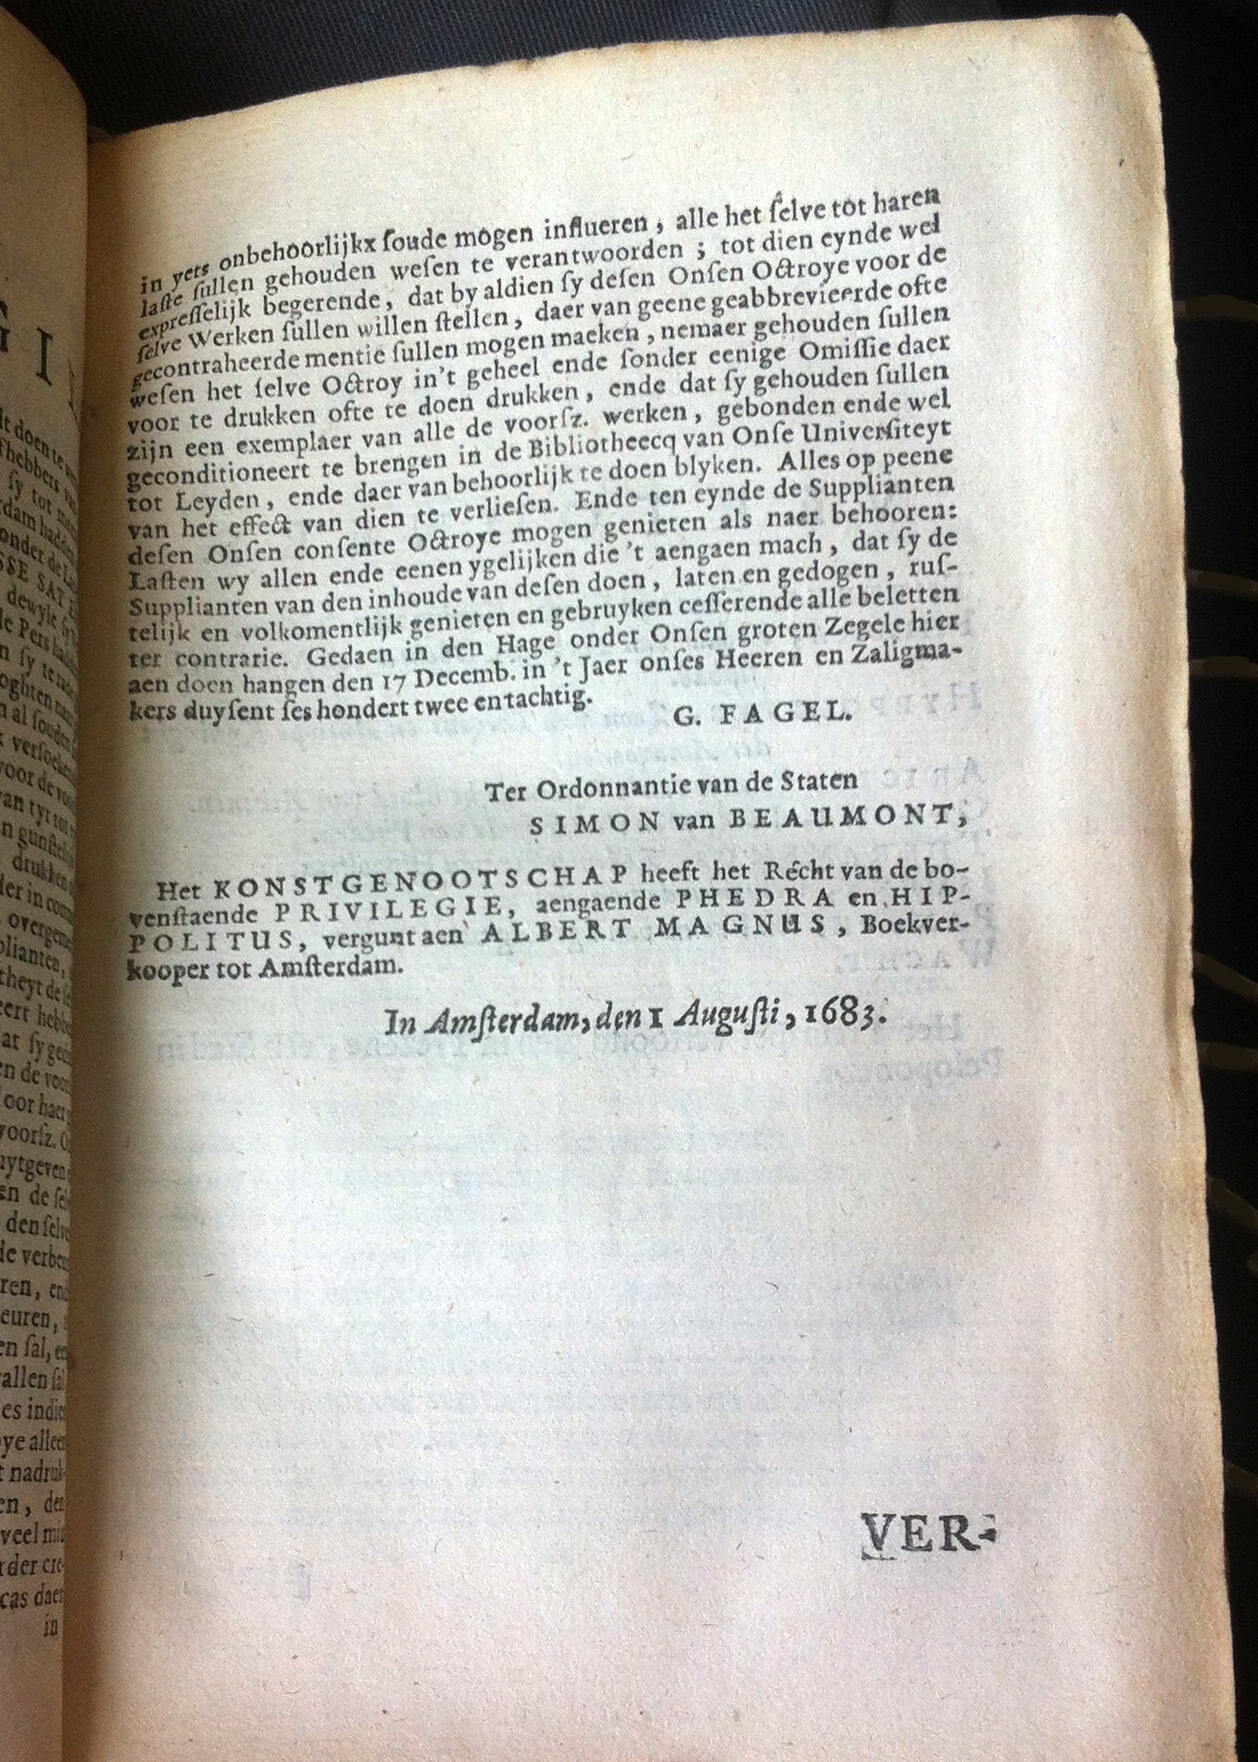 in yets onbehoorlijkx ſoude mogen influeren, alle het ſelve tot haren
laſte ſullen gehouden weſen te verantwoorden; tot dien eynde wel
expreſſelijk begerende, dat by aldien ſy deſen Onſen Octroye voor de
ſelve Werken ſullen willen ſtellen, daer van geene geabbrevieerde ofte
gecontraheerde mentie ſullen mogen maeken, nemaer gehouden ſullen
weſen het ſelve Octroy in't geheel ende ſonder eenige Omiſſie daer
voor te drukken ofte te doen drukken, ende dat ſy gehouden ſullen
zijn een exemplaer van alle de voorſz. werken, gebonden ende wel
geconditioneert te brengen in de Bibliotheecq van Onſe Univerſiteyt
tot Leyden, ende daer van behoorlijk te doen blyken. Alles op peene
van het effect van dien te verlieſen. Ende ten eynde de Supplianten
deſen Onſen conſente Octroye mogen genieten als naer behooren:
Laſten wy allen ende eenen ygelijken die 't aengaen mach, dat ſy de
Supplianten van den inhoude van deſen doen, laten en gedogen, ruſ-
telijk en volkomentlijk genieten en gebruyken ceſſerende alle beletten
ter contrarie. Gedaen in den Hage onder Onſen groten Zegele hier
aen doen hangen den 17 Decemb. in 't Jaer onſes Heeren en Zaligma-
kers duyſent ſes hondert twee en tachtig.
G. FAGEL.
Ter Ordonnantie van de Staten
SIMON van BEAUMONT,
Het KONSTGENOOTSCHAP heeft het Recht van de bo-
venſtaende PRIVILEGIE, aengaende PHEDRA en HIP-
POLITUS, vergunt aen ALBERT MAGNUS, Boekver-
kooper tot Amſterdam.
In Amſterdam, den 1 Auguſti, 1683.
VER-